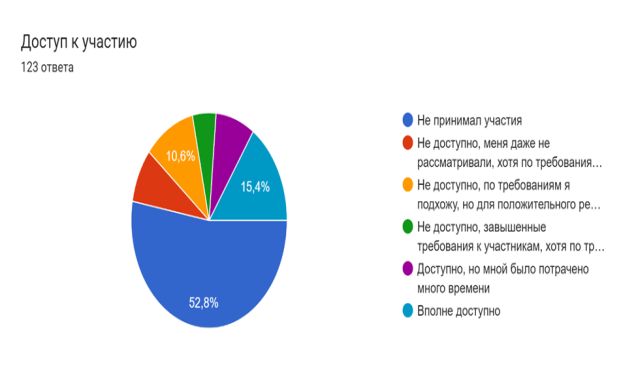 Доступ к участию
123 ответа
10,6%
15,4%
52,8%
Не принимал участия
Не доступно, меня даже не
рассматривали, хотя по требования...
Не доступно, по требованиям я
подхожу, но для положительного ре...
Не доступно, завышенные
требования к участникам, хотя по тр...
Доступно, но мной было потрачено
много времени
Вполне доступно